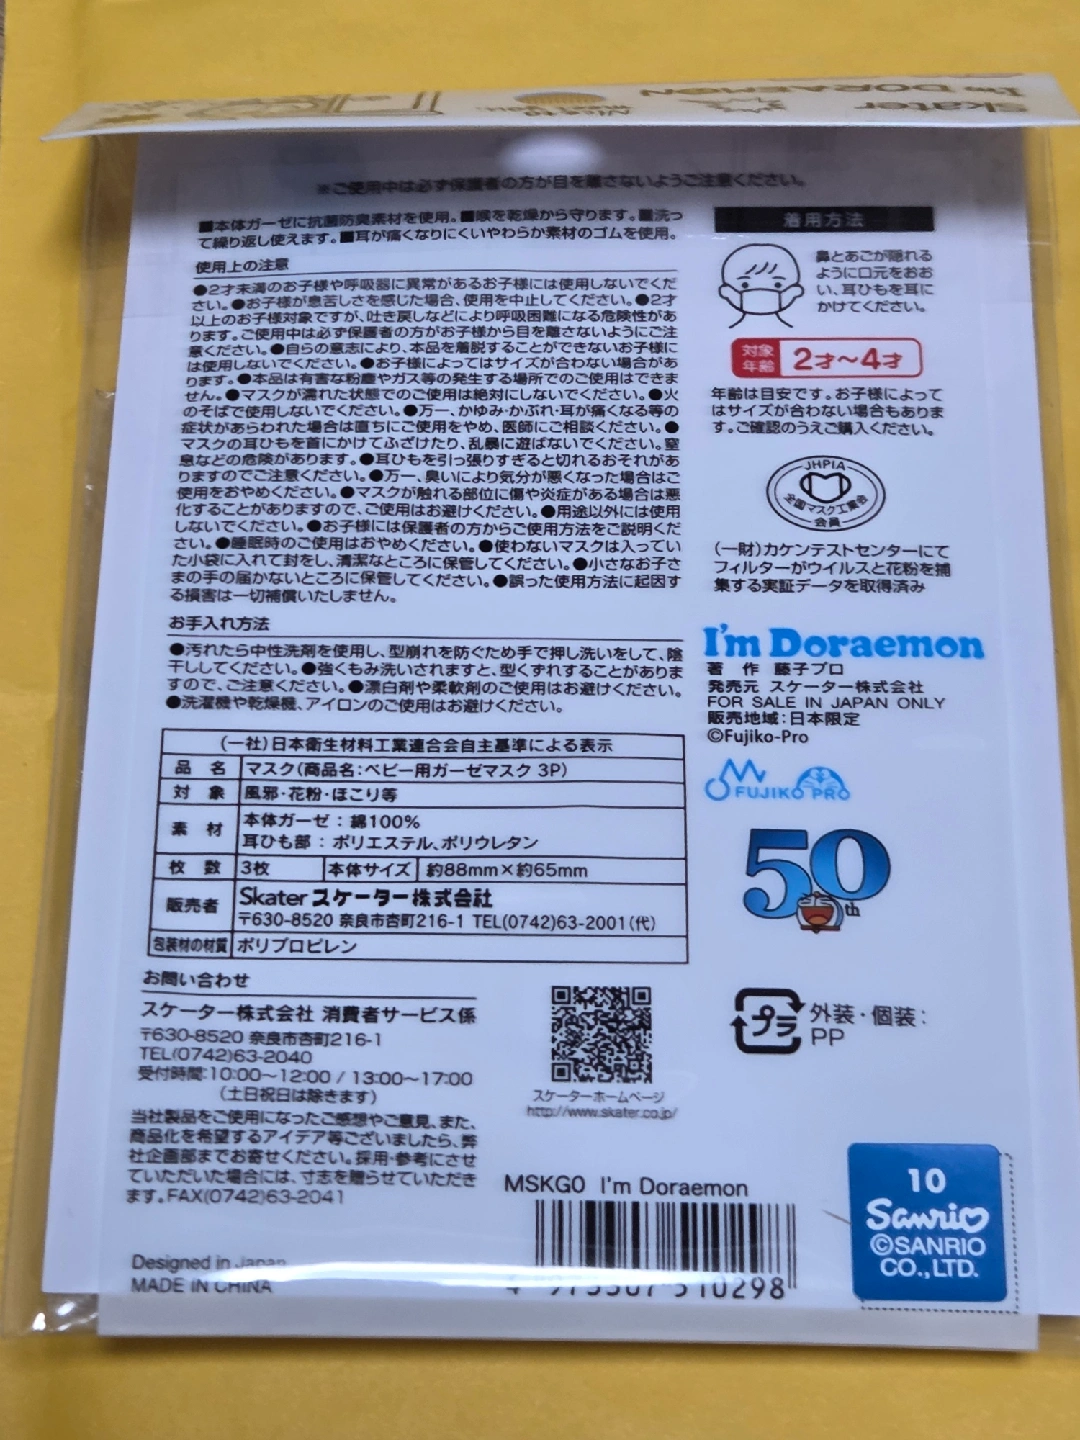 skater
I'm DORAEMON
※ご使用中は必ず保護者の方が目を離さないようご注意ください。
■本体ガーゼに抗菌防臭素材を使用。■喉を乾燥から守ります。■洗っ
て繰り返し使えます。■耳が痛くなりにくいやわらか素材のゴムを使用。
使用上の注意
●2才未満のお子様や呼吸器に異常があるお子様には使用しないでくだ
さい。●お子様が息苦しさを感じた場合、使用を中止してください。●2才
以上のお子様対象ですが、吐き戻しなどにより呼吸困難になる危険性があ
ります。ご使用中は必ず保護者の方がお子様から目を離さないようにご注
意ください。●自らの意志により、本品を着脱することができないお子様に
は使用しないでください。●お子様によってはサイズが合わない場合があ
ります。●本品は有害な粉塵やガス等の発生する場所でのご使用はできま
せん。●マスクが濡れた状態でのご使用は絶対にしないでください。●火
のそばで使用しないでください。●万一、かゆみ・かぶれ・耳が痛くなる等の
症状があらわれた場合は直ちにご使用をやめ、医師にご相談ください。●
マスクの耳ひもを首にかけてふざけたり、乱暴に遊ばないでください。窒
息などの危険があります。●耳ひもを引っ張りすぎると切れるおそれがあ
りますのでご注意ください。●万一、臭いにより気分が悪くなった場合はご
使用をおやめください。●マスクが触れる部位に傷や炎症がある場合は悪
化することがありますので、ご使用はお避けください。●用途以外には使用
しないでください。●お子様には保護者の方からご使用方法をご説明くだ
さい。●睡眠時のご使用はおやめください。●使わないマスクは入ってい
た小袋に入れて封をし、清潔なところに保管してください。●小さなお子さ
まの手の届かないところに保管してください。●誤った使用方法に起因す
る損害は一切補償いたしません。
お手入れ方法
●汚れたら中性洗剤を使用し、型崩れを防ぐため手で押し洗いをして、陰
干ししてください。●強くもみ洗いされますと、型くずれすることがありま
すので、ご注意ください。●漂白剤や柔軟剤のご使用はお避けください。
●洗濯機や乾燥機、アイロンのご使用はお避けください。
(一社)日本衛生材料工業連合会自主基準による表示
品 名 マスク(商品名:ベビー用ガーゼマスク 3P)
対 象 風邪・花粉・ほこり等
素 材 本体ガーゼ : 綿100%
耳ひも部 : ポリエステル、ポリウレタン
枚 数 3枚 本体サイズ 約88mm×約65mm
販売者 Skater スケーター株式会社
〒630-8520 奈良市杏町216-1 TEL(0742)63-2001(代)
包装材の材質 ポリプロピレン
お問い合わせ
スケーター株式会社 消費者サービス係
〒630-8520 奈良市杏町216-1
TEL(0742)63-2040
受付時間:10:00～12:00 / 13:00～17:00
(土日祝日は除きます)
当社製品をご使用になったご感想やご意見、また、
商品化を希望するアイデア等ございましたら、弊
社企画部までお寄せください。採用・参考にさせ
ていただいた場合には、寸志を贈らせていただき
ます。FAX(0742)63-2041
Designed in Japan
MADE IN CHINA
着用方法
鼻とあごが隠れる
ように口元をおお
い、耳ひもを耳に
かけてください。
対象
年齢 2才～4才
年齢は目安です。お子様によって
はサイズが合わない場合もありま
す。ご確認のうえご購入ください。
JHPIA
全国マスク工業会
会員
(一財)カケンテストセンターにて
フィルターがウイルスと花粉を捕
集する実証データを取得済み
I'm Doraemon
著 作 藤子プロ
発売元 スケーター株式会社
FOR SALE IN JAPAN ONLY
販売地域:日本限定
©Fujiko-Pro
FUJIKO PRO
50th
スケーターホームページ
http://www.skater.co.jp/
プラ 外装・個装:
PP
MSKG0 I'm Doraemon
10
Sanrio
©SANRIO
CO.,LTD.